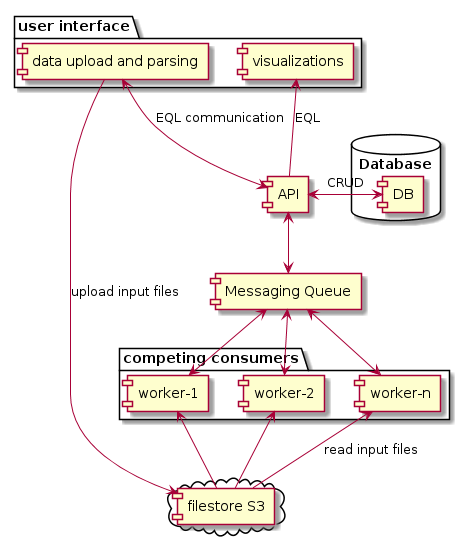 user interface
data upload and parsing
visualizations
EQL communication
EQL
Database
CRUD
API
DB
Messaging Queue
upload input files
competing consumers
worker-1
worker-2
worker-n
read input files
filestore S3